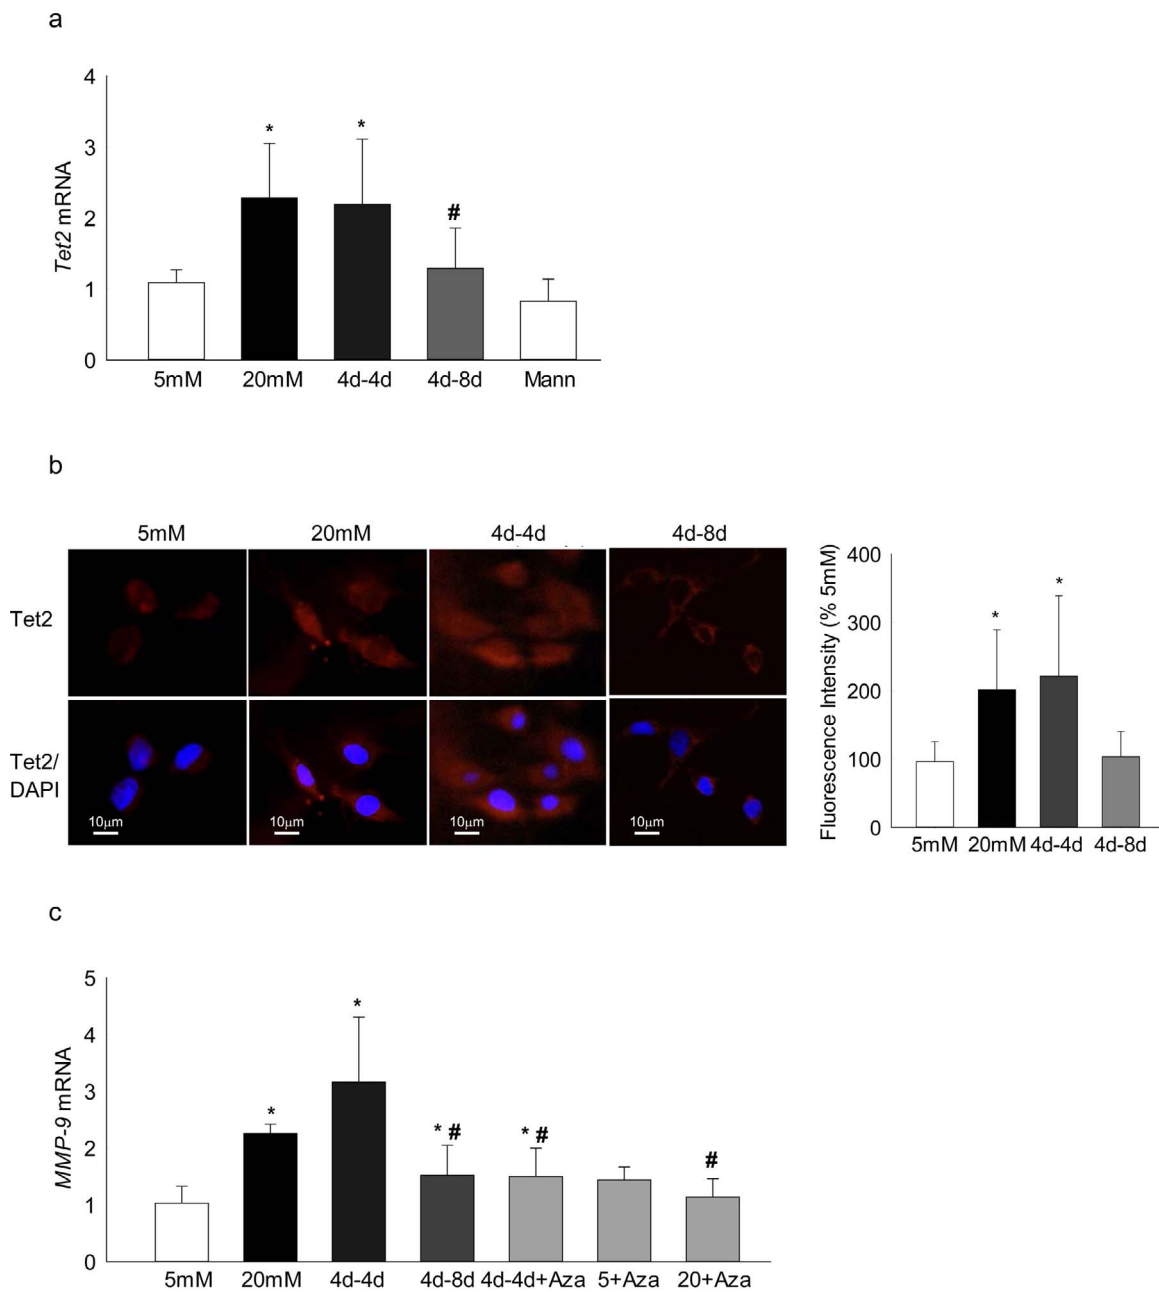 a
4
3
2
1
0
Tet2 mRNA
*
*
#
5mM 20mM 4d-4d 4d-8d Mann
b
5mM 20mM 4d-4d 4d-8d
Tet2
Tet2/
DAPI
10μm 10μm 10μm 10μm
Fluorescence Intensity (% 5mM)
400
300
200
100
0
*
*
5mM 20mM 4d-4d 4d-8d
c
5
4
3
2
1
0
MMP-9 mRNA
*
*
* #
* #
#
5mM 20mM 4d-4d 4d-8d 4d-4d+Aza 5+Aza 20+Aza